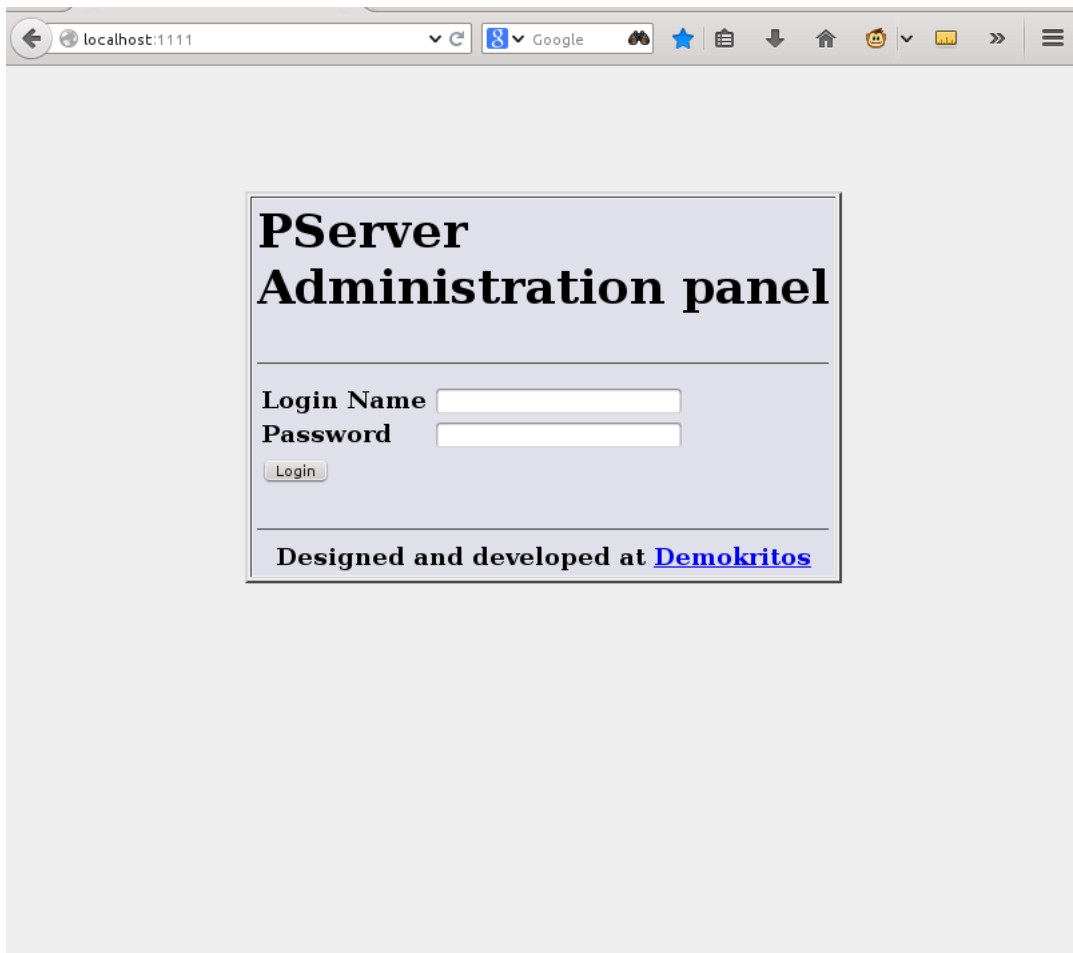 localhost:1111
Google
PServer
Administration panel
Login Name
Password
Login
Designed and developed at Demokritos